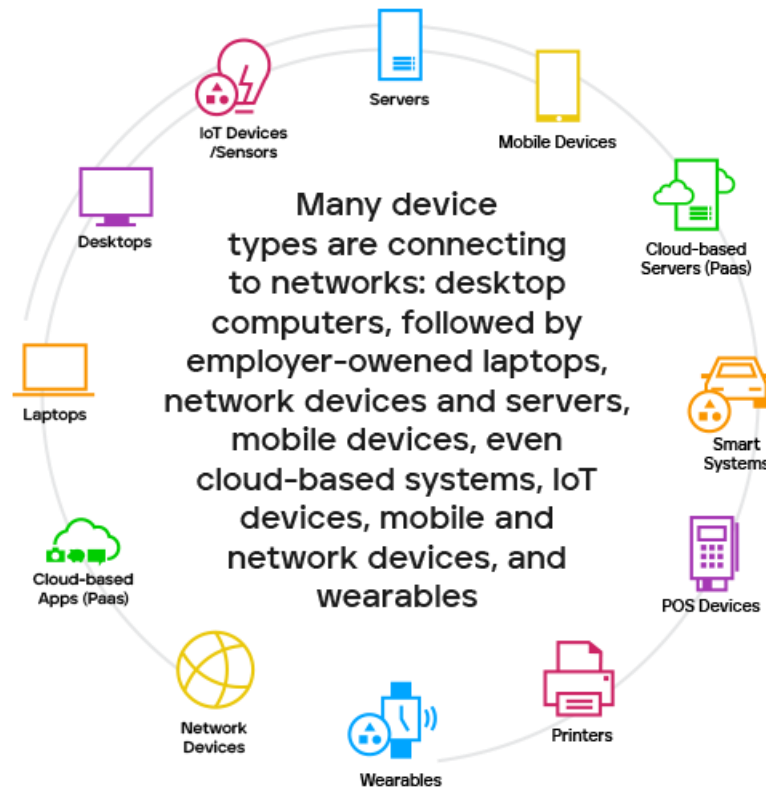 Servers
IoT Devices
/Sensors
Mobile Devices
Desktops
Cloud-based
Servers (Paas)
Many device
types are connecting
to networks: desktop
computers, followed by
employer-owened laptops,
network devices and servers,
mobile devices, even
cloud-based systems, IoT
devices, mobile and
network devices, and
wearables
Laptops
Smart
Systems
Cloud-based
Apps (Paas)
POS Devices
Network
Devices
Printers
Wearables